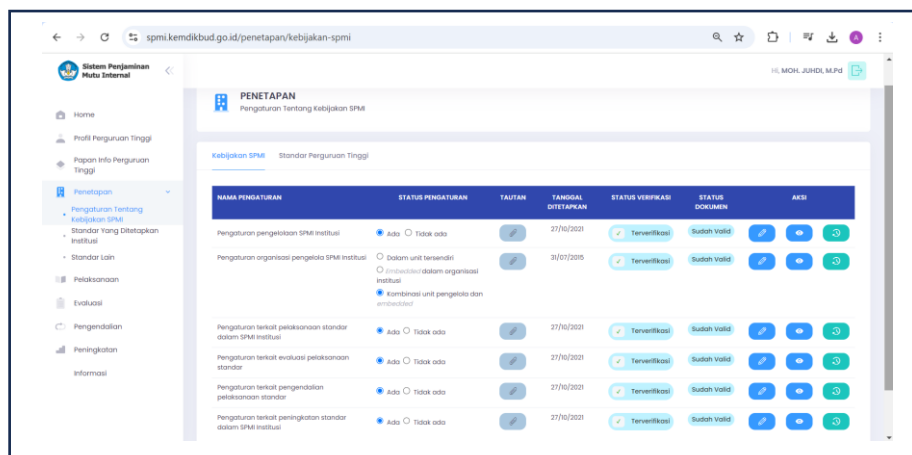 spmi.kemdikbud.go.id/penetapan/kebijakan-spmi
A
Sistem Penjaminan
Mutu Internal
Hi, MOH. JUHDI, M.Pd
PENETAPAN
Pengaturan Tentang Kebijakan SPMI
Home
Profil Perguruan Tinggi
Papan Info Perguruan
Tinggi
Penetapan
Pengaturan Tentang
Kebijakan SPMI
Standar Yang Ditetapkan
Institusi
Standar Lain
Pelaksanaan
Evaluasi
Pengendalian
Peningkatan
Informasi
Kebijakan SPMI Standar Perguruan Tinggi
NAMA PENGATURAN STATUS PENGATURAN TAUTAN TANGGAL DITETAPKAN STATUS VERIFIKASI STATUS DOKUMEN AKSI
Pengaturan pengelolaan SPMI Institusi Ada Tidak ada 27/10/2021 Terverifikasi Sudah Valid
Pengaturan organisasi pengelola SPMI Institusi Dalam unit tersendiri 31/07/2015 Terverifikasi Sudah Valid
Embedded dalam organisasi
institusi
Kombinasi unit pengelola dan
embedded
Pengaturan terkait pelaksanaan standar
dalam SPMI Institusi Ada Tidak ada 27/10/2021 Terverifikasi Sudah Valid
Pengaturan terkait evaluasi pelaksanaan
standar Ada Tidak ada 27/10/2021 Terverifikasi Sudah Valid
Pengaturan terkait pengendalian
pelaksanaan standar Ada Tidak ada 27/10/2021 Terverifikasi Sudah Valid
Pengaturan terkait peningkatan standar
dalam SPMI Institusi Ada Tidak ada 27/10/2021 Terverifikasi Sudah Valid